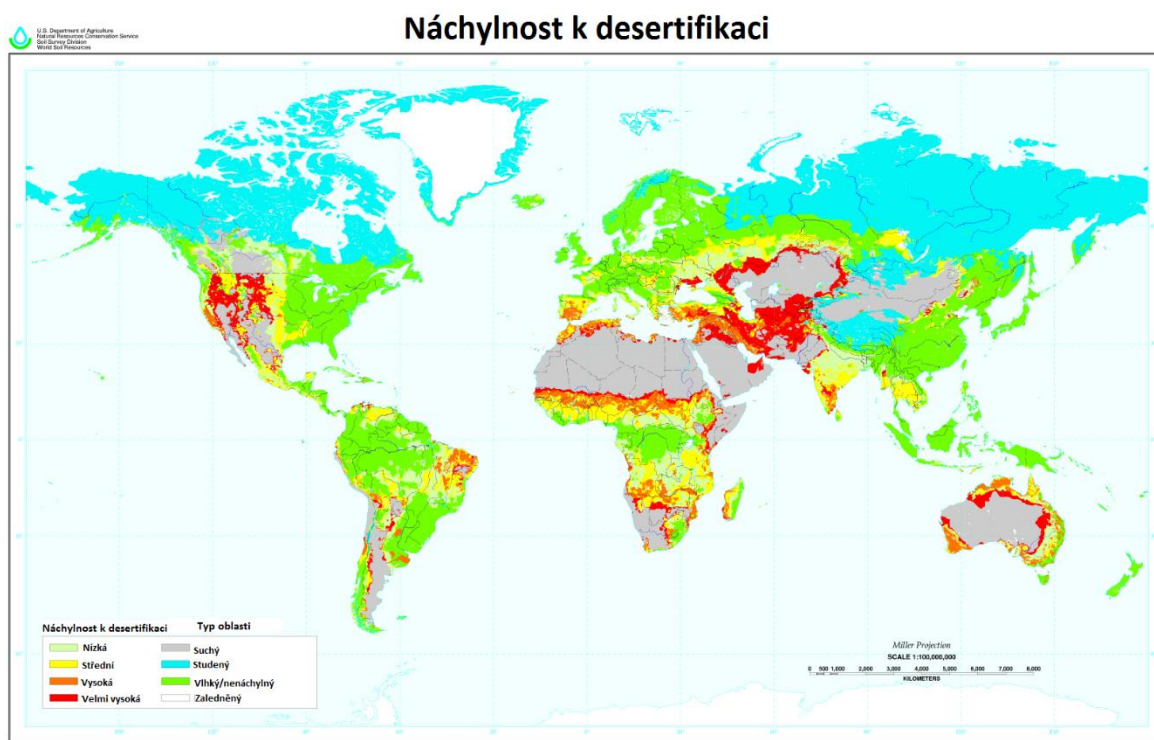 U.S. Department of Agriculture
Natural Resources Conservation Service
Soil Survey Division
World Soil Resources
Náchylnost k desertifikaci
Náchylnost k desertifikaci
Typ oblasti
Nízká
Suchý
Střední
Studený
Vysoká
Vlhký/nenáchylný
Velmi vysoká
Zaledněný
Miller Projection
SCALE 1:100,000,000
0 500 1,000 2,000 3,000 4,000 5,000 6,000 7,000 8,000
KILOMETERS